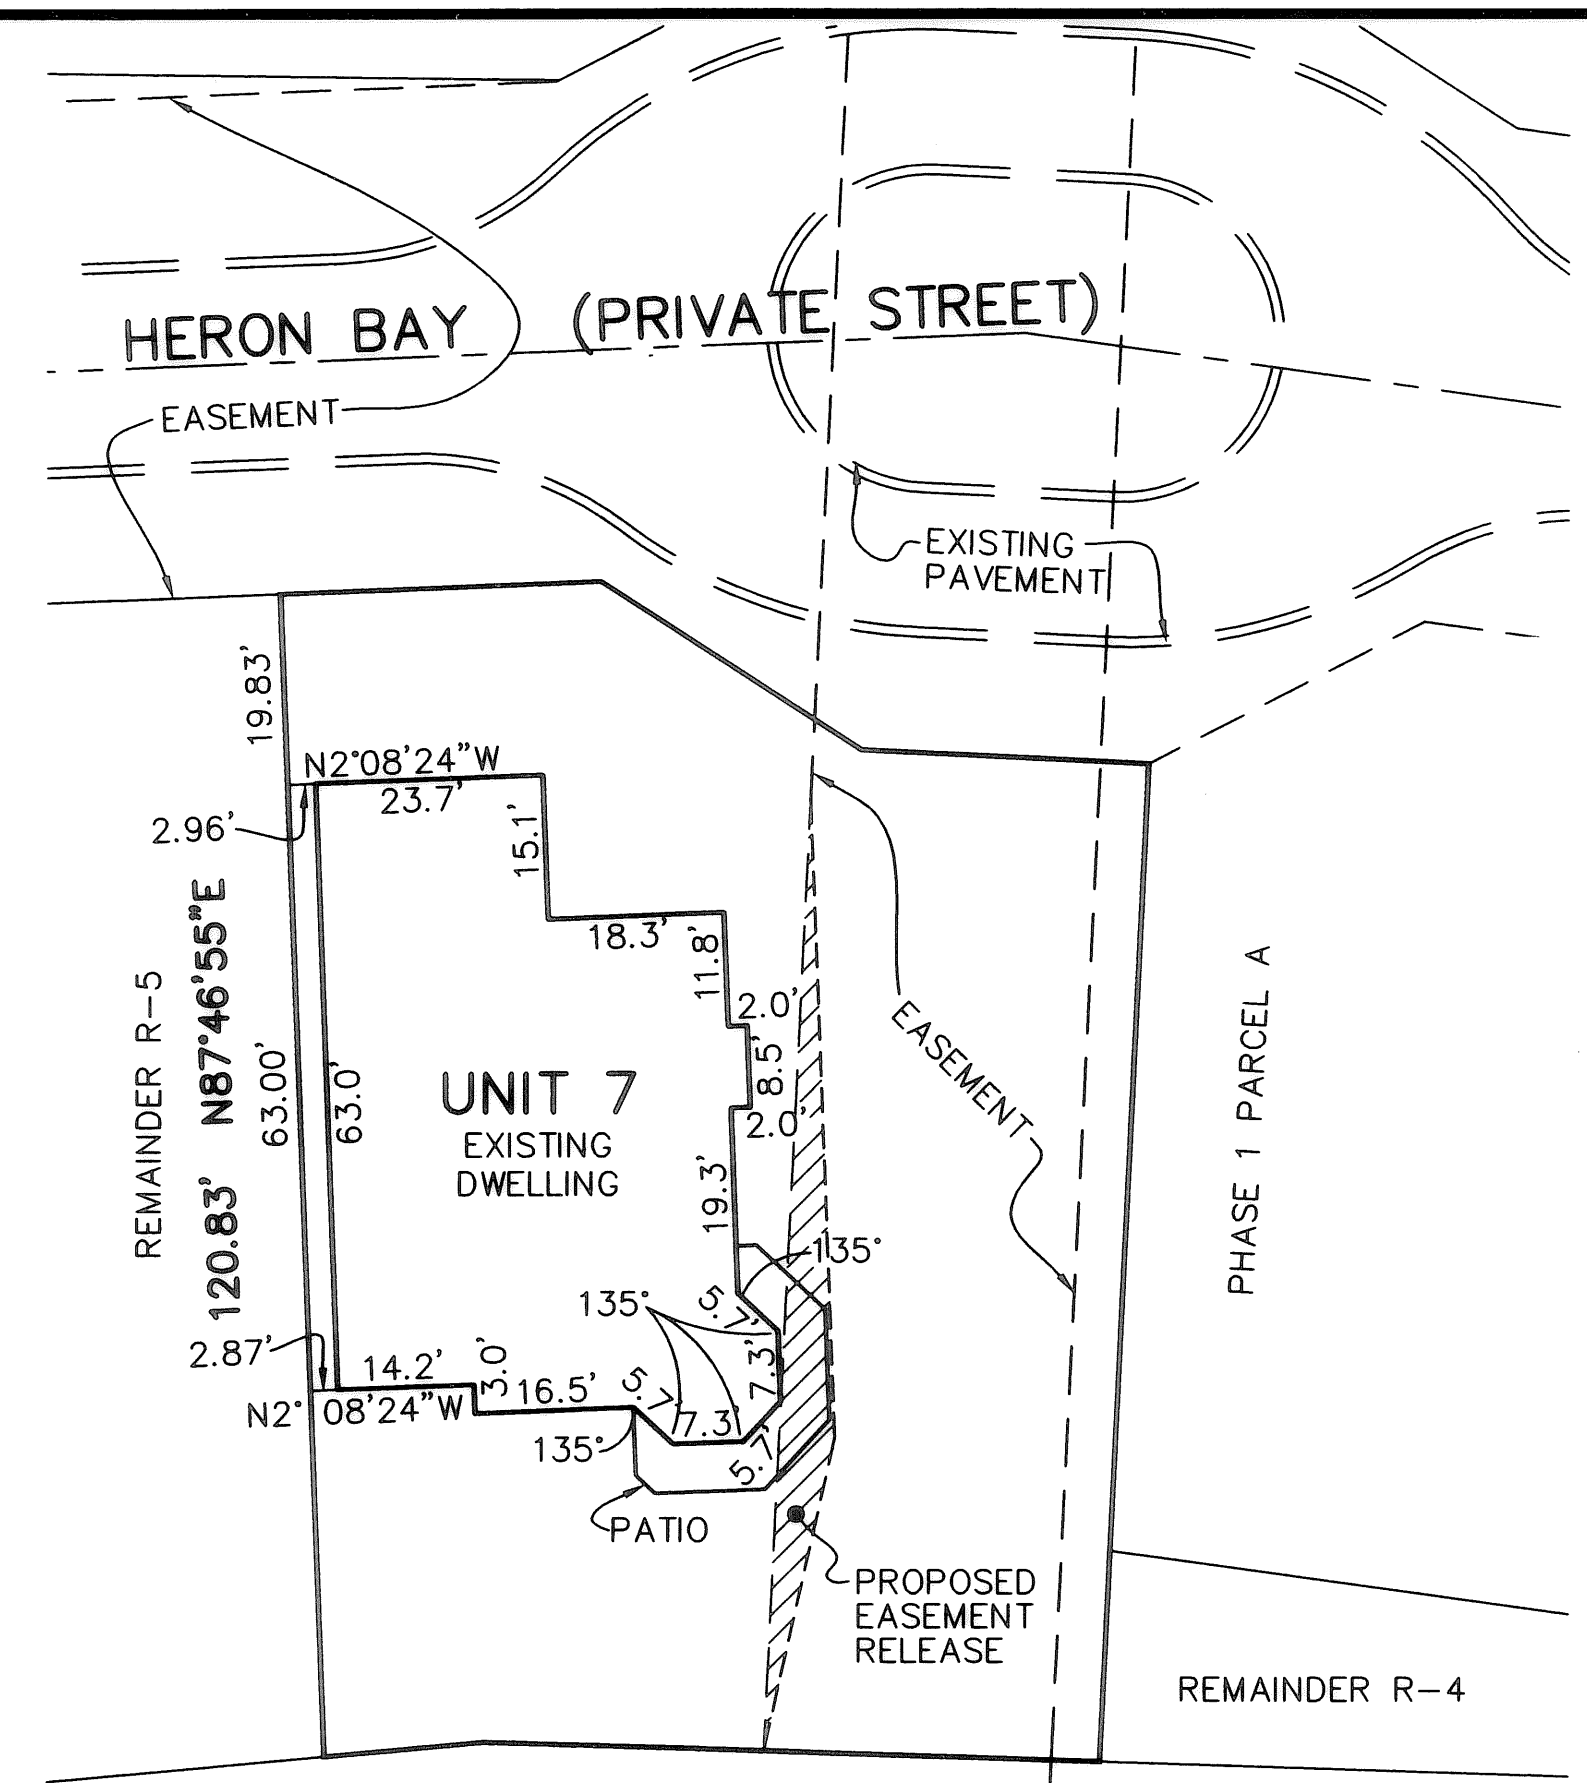 HERON BAY (PRIVATE STREET)
EASEMENT
EXISTING
PAVEMENT
19.83'
N2°08'24"W
23.7'
2.96'
15.1'
18.3'
11.8'
2.0'
8.5'
2.0'
19.3'
EASEMENT
REMAINDER R-5
120.83' N87°46'55"E
63.00'
63.0'
UNIT 7
EXISTING
DWELLING
PHASE 1 PARCEL A
135°
135°
5.7'
7.3'
2.87'
14.2'
3.0'
16.5'
5.7'
7.3'
5.7'
N2°08'24"W
135°
PATIO
PROPOSED
EASEMENT
RELEASE
REMAINDER R-4